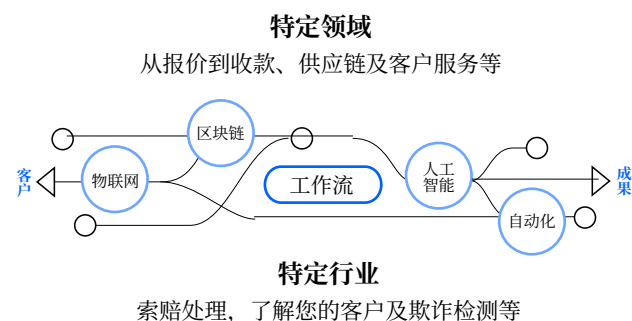 特定领域
从报价到收款、供应链及客户服务等
区块链
物联网
客户
工作流
人工
智能
成果
自动化
特定行业
索赔处理，了解您的客户及欺诈检测等